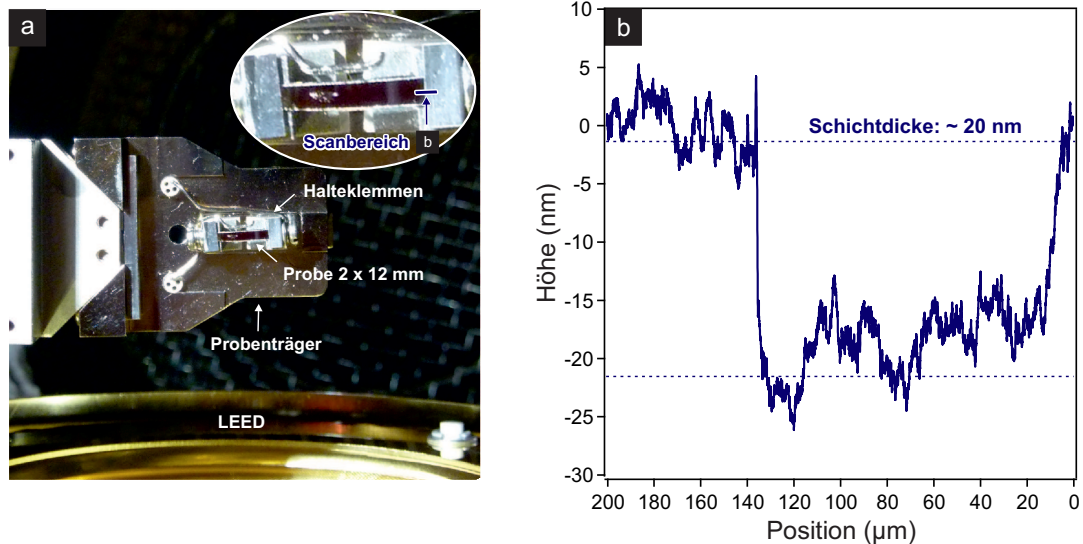 a
Scanbereich
b
Halteklemmen
Probe 2 x 12 mm
Probenträger
LEED
b
Schichtdicke: ~ 20 nm
Höhe (nm)
10
5
0
-5
-10
-15
-20
-25
-30
200 180 160 140 120 100 80 60 40 20 0
Position (µm)